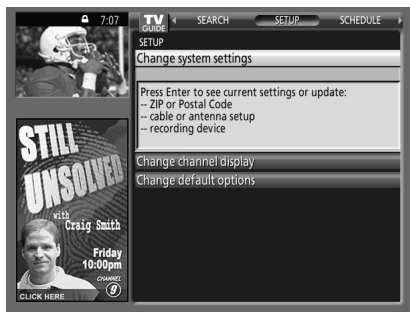 7:07
TV
GUIDE
SEARCH
SETUP
SCHEDULE
SETUP
Change system settings
Press Enter to see current settings or update:
-- ZIP or Postal Code
-- cable or antenna setup
-- recording device
Change channel display
Change default options
STILL
UNSOLVED
with
Craig Smith
Friday
10:00pm
CHANNEL
9
CLICK HERE